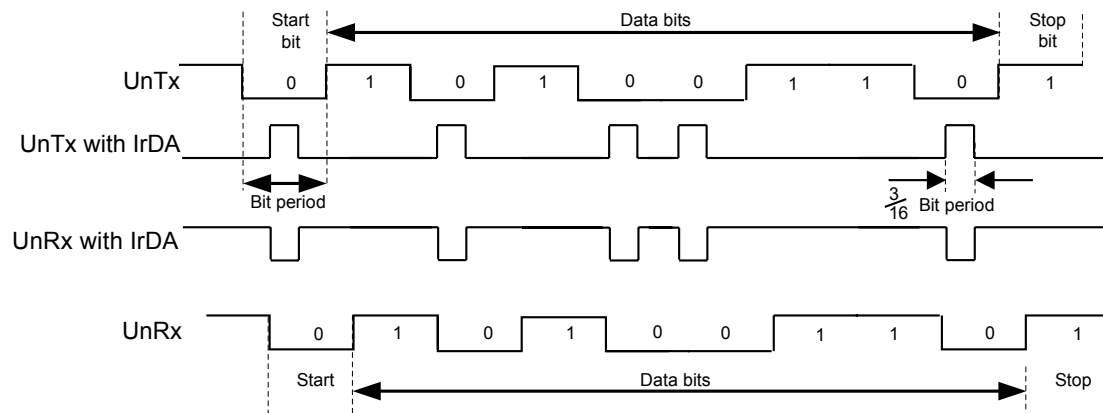 Start bit
Data bits
Stop bit
UnTx
0 1 0 1 0 0 1 1 0 1
UnTx with IrDA
Bit period
3/16 Bit period
UnRx with IrDA
UnRx
0 1 0 1 0 0 1 1 0 1
Start
Data bits
Stop